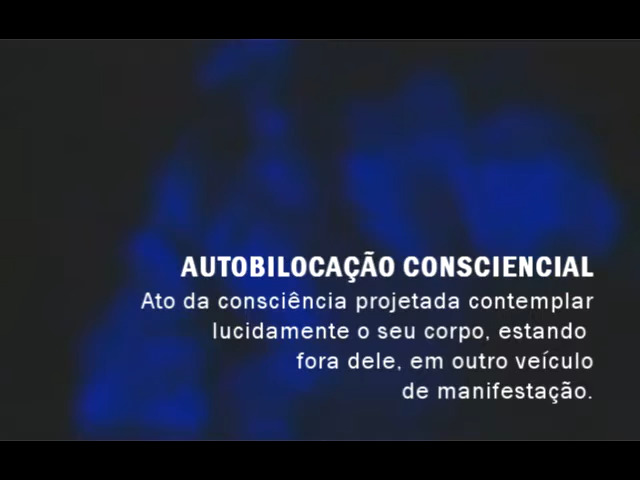 AUTOBILOCAÇÃO CONSCIENCIAL
Ato da consciência projetada contemplar
lucidamente o seu corpo, estando
fora dele, em outro veículo
de manifestação.